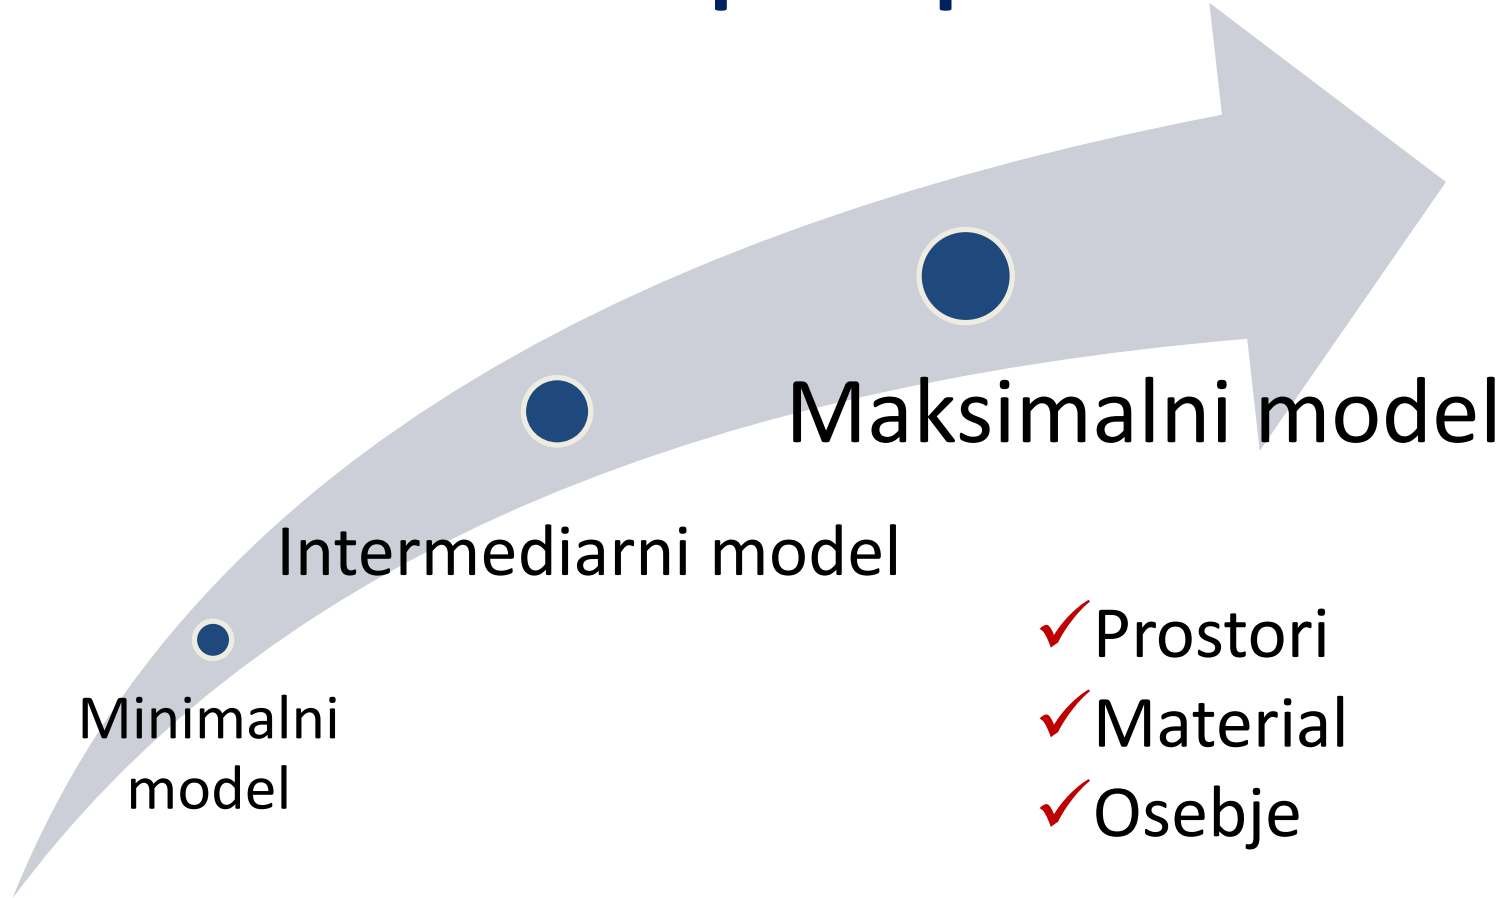 Maksimalni model
Intermediarni model
Minimalni
model
Prostori
Material
Osebje